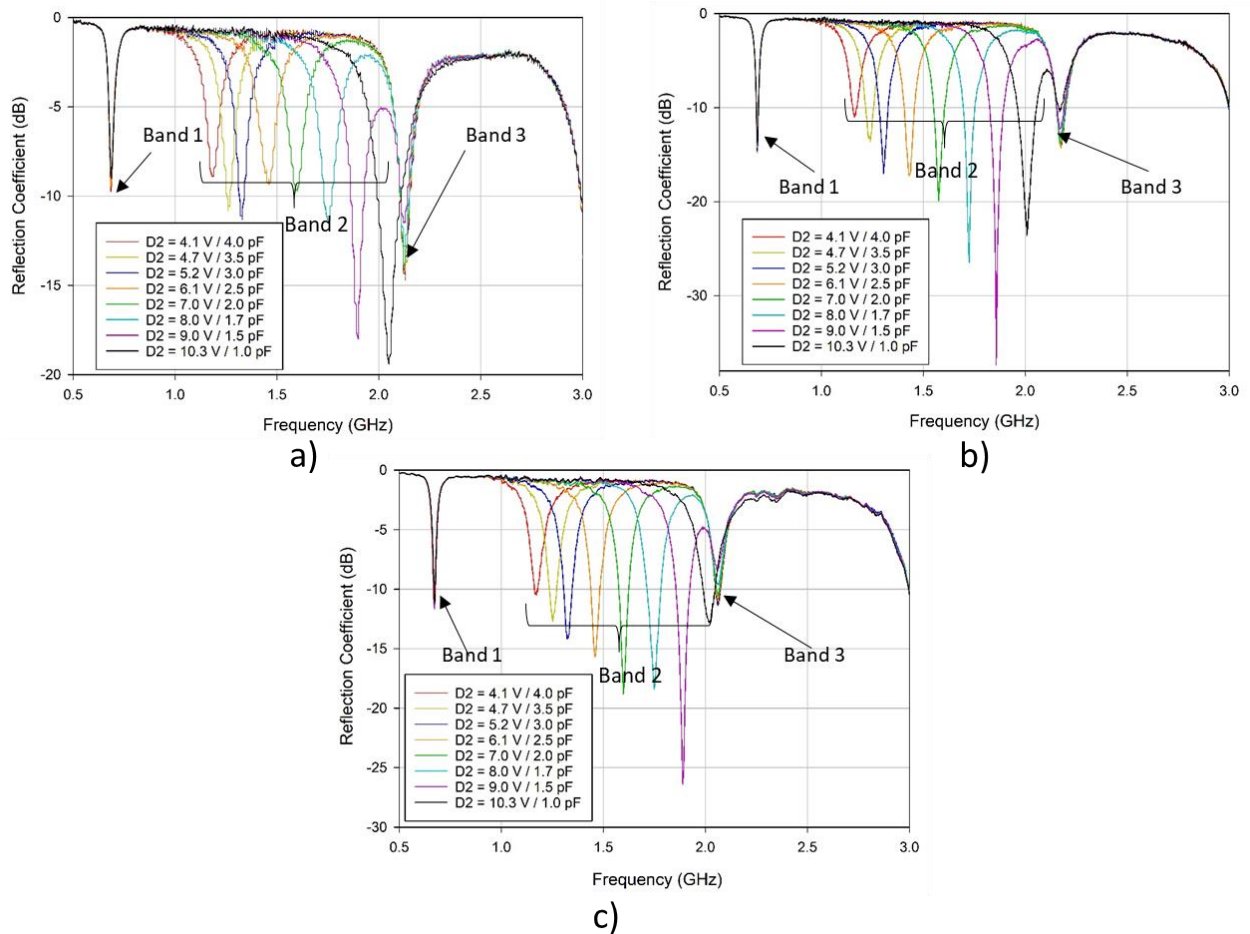 0
-5
-10
-15
-20
Reflection Coefficient (dB)
Band 1
Band 2
Band 3
D2 = 4.1 V / 4.0 pF
D2 = 4.7 V / 3.5 pF
D2 = 5.2 V / 3.0 pF
D2 = 6.1 V / 2.5 pF
D2 = 7.0 V / 2.0 pF
D2 = 8.0 V / 1.7 pF
D2 = 9.0 V / 1.5 pF
D2 = 10.3 V / 1.0 pF
0.5 1.0 1.5 2.0 2.5 3.0
Frequency (GHz)
a)
0
-10
-20
-30
Reflection Coefficient (dB)
Band 1
Band 2
Band 3
D2 = 4.1 V / 4.0 pF
D2 = 4.7 V / 3.5 pF
D2 = 5.2 V / 3.0 pF
D2 = 6.1 V / 2.5 pF
D2 = 7.0 V / 2.0 pF
D2 = 8.0 V / 1.7 pF
D2 = 9.0 V / 1.5 pF
D2 = 10.3 V / 1.0 pF
0.5 1.0 1.5 2.0 2.5 3.0
Frequency (GHz)
b)
0
-5
-10
-15
-20
-25
-30
Reflection Coefficient (dB)
Band 1
Band 2
Band 3
D2 = 4.1 V / 4.0 pF
D2 = 4.7 V / 3.5 pF
D2 = 5.2 V / 3.0 pF
D2 = 6.1 V / 2.5 pF
D2 = 7.0 V / 2.0 pF
D2 = 8.0 V / 1.7 pF
D2 = 9.0 V / 1.5 pF
D2 = 10.3 V / 1.0 pF
0.5 1.0 1.5 2.0 2.5 3.0
Frequency (GHz)
c)